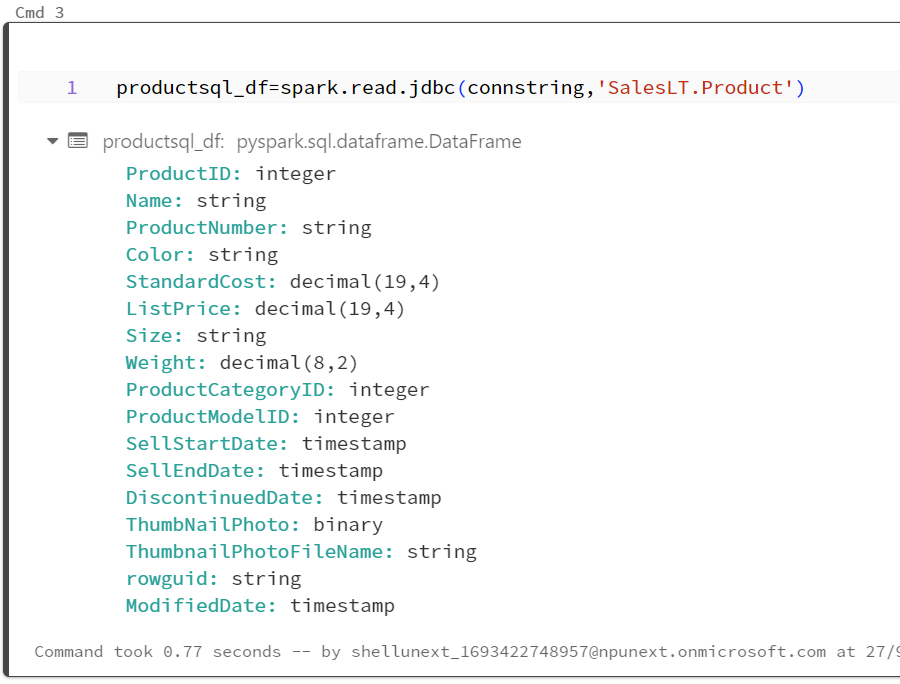 Cmd 3
1 productsql_df=spark.read.jdbc(connstring,'SalesLT.Product')
productsql_df: pyspark.sql.dataframe.DataFrame
ProductID: integer
Name: string
ProductNumber: string
Color: string
StandardCost: decimal(19,4)
ListPrice: decimal(19,4)
Size: string
Weight: decimal(8,2)
ProductCategoryID: integer
ProductModelID: integer
SellStartDate: timestamp
SellEndDate: timestamp
DiscontinuedDate: timestamp
ThumbNailPhoto: binary
ThumbnailPhotoFileName: string
rowguid: string
ModifiedDate: timestamp
Command took 0.77 seconds -- by shellunext_1693422748957@npunext.onmicrosoft.com at 27/